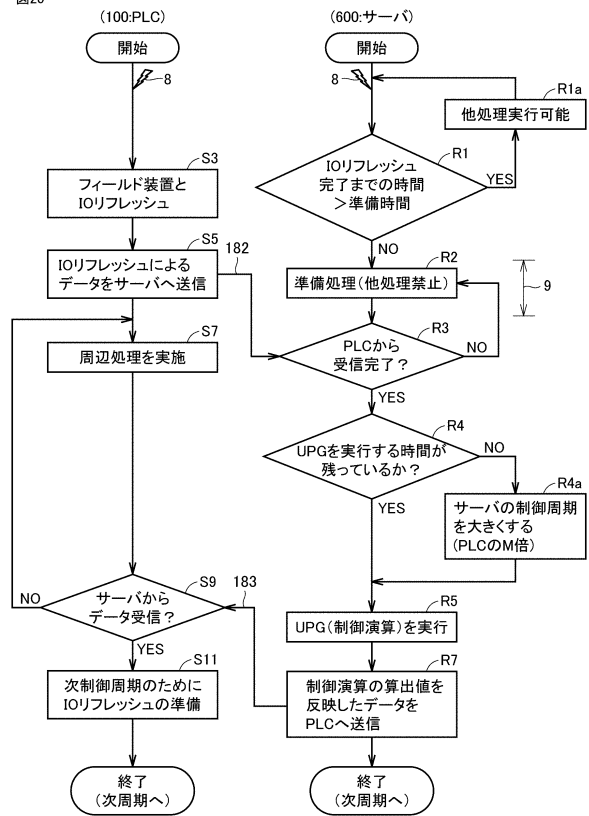 (100:PLC)
開始
8
S3
フィールド装置と
IOリフレッシュ
S5
IOリフレッシュによる
データをサーバへ送信
182
S7
周辺処理を実施
S9
サーバから
データ受信？
NO
YES
183
S11
次制御周期のために
IOリフレッシュの準備
終了
(次周期へ)
(600:サーバ)
開始
8
R1a
他処理実行可能
R1
IOリフレッシュ
完了までの時間
＞準備時間
YES
NO
R2
準備処理(他処理禁止)
9
R3
PLCから
受信完了？
NO
YES
R4
UPGを実行する時間が
残っているか？
NO
YES
R4a
サーバの制御周期
を大きくする
(PLCのM倍)
R5
UPG(制御演算)を実行
R7
制御演算の算出値を
反映したデータを
PLCへ送信
終了
(次周期へ)